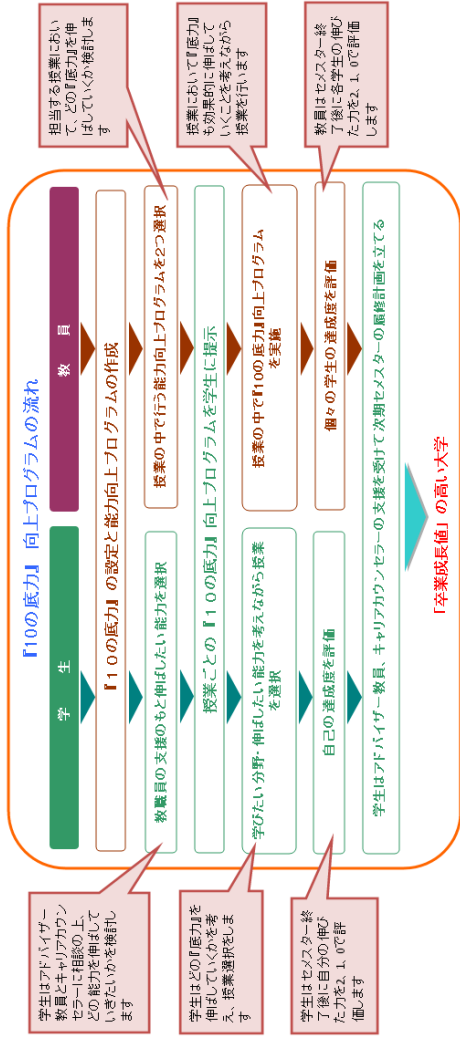 『10の底力』 向上プログラムの流れ
学 生
教 員
『１０の底力』 の設定と能力向上プログラムの作成
教職員の支援のもと伸ばしたい能力を選択
授業の中で行う能力向上プログラムを2つ選択
授業ごとの 『１０の底力』 向上プログラムを学生に提示
学びたい分野・伸ばしたい能力を考えながら授業
を選択
授業の中で『10の底力』向上プログラム
を実施
自己の達成度を評価
個々の学生の達成度を評価
学生はアドバイザー教員、キャリアカウンセラーの支援を受けて次期セメスターの履修計画を立てる
「卒業成長値」の高い大学
学生はアドバイザー
教員とキャリアカウン
セラーに相談の上、
どの能力を伸ばして
いきたいかを検討し
ます
学生はどの『底力』を
伸ばしていくかを考
え、授業選択をしま
す
学生はセメスター終
了後に自分の伸び
た力を2, 1, 0で評
価します
担当する授業におい
て、どの『底力』を伸
ばしていくか検討しま
す
授業において『底力』
も効果的に伸ばして
いくことを考えながら
授業を行います
教員はセメスター終
了後に各学生の伸び
た力を2, 1, 0で評価
します